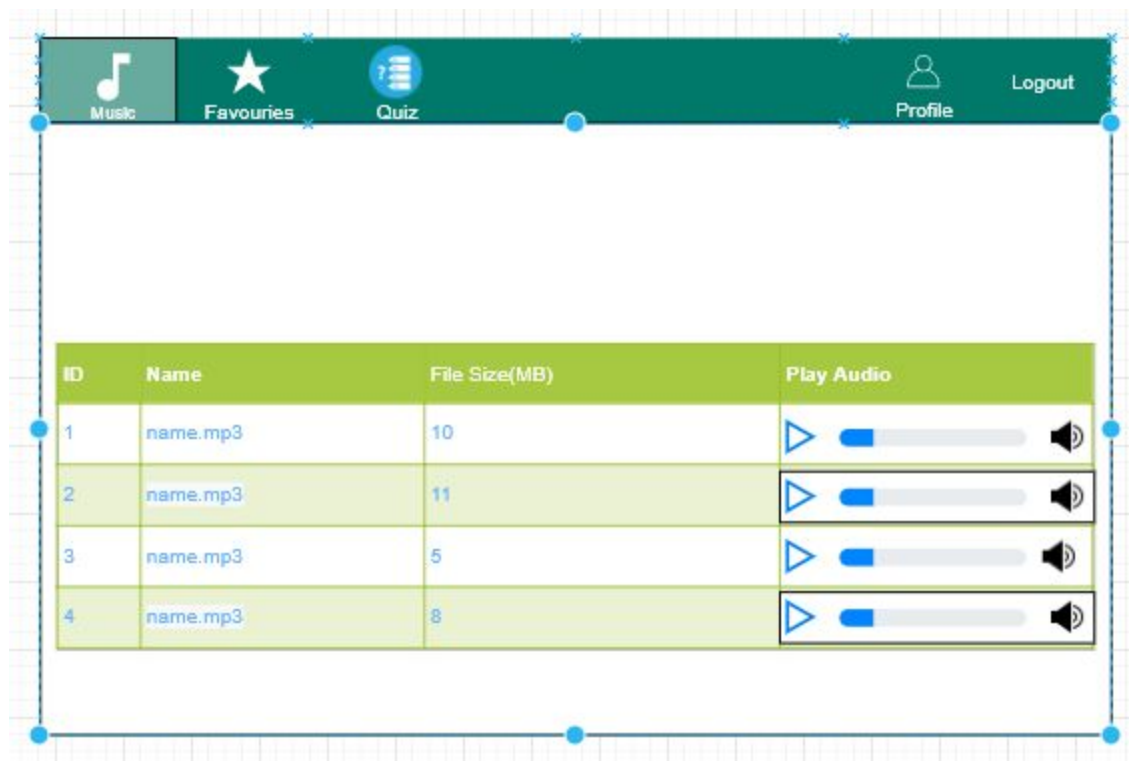 Music Favouries Quiz Profile Logout
ID Name File Size(MB) Play Audio
1 name.mp3 10
2 name.mp3 11
3 name.mp3 5
4 name.mp3 8